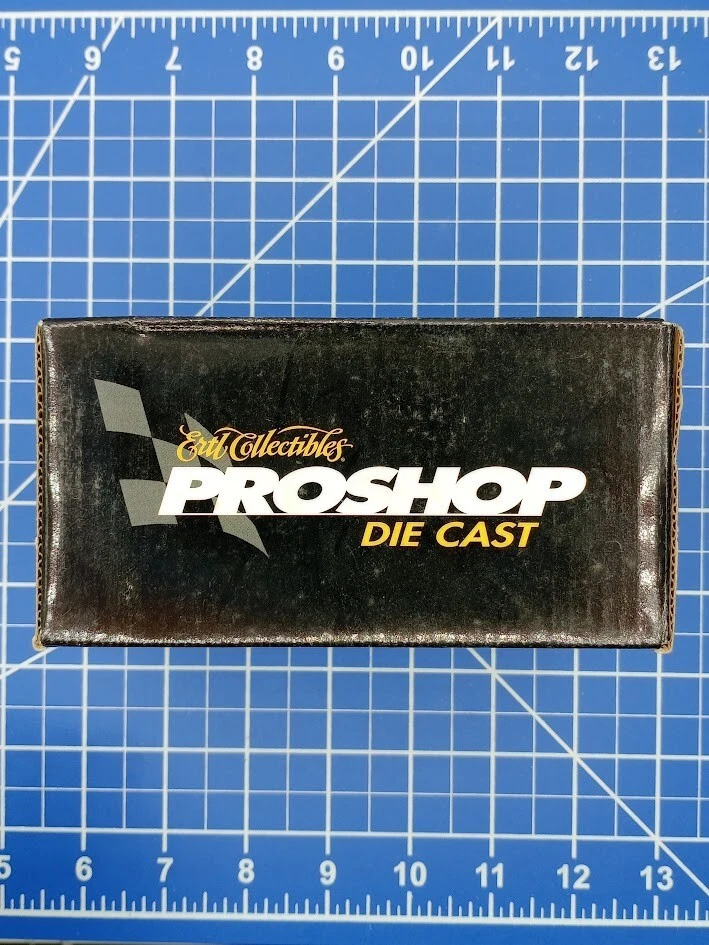 5 6 7 8 9 10 11 12 13
Ertl Collectibles®
PROSHOP
DIE CAST
5 6 7 8 9 10 11 12 13